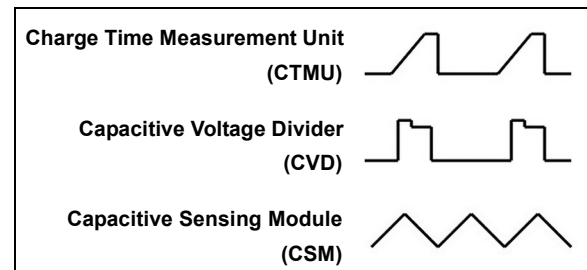 Charge Time Measurement Unit
(CTMU)
Capacitive Voltage Divider
(CVD)
Capacitive Sensing Module
(CSM)